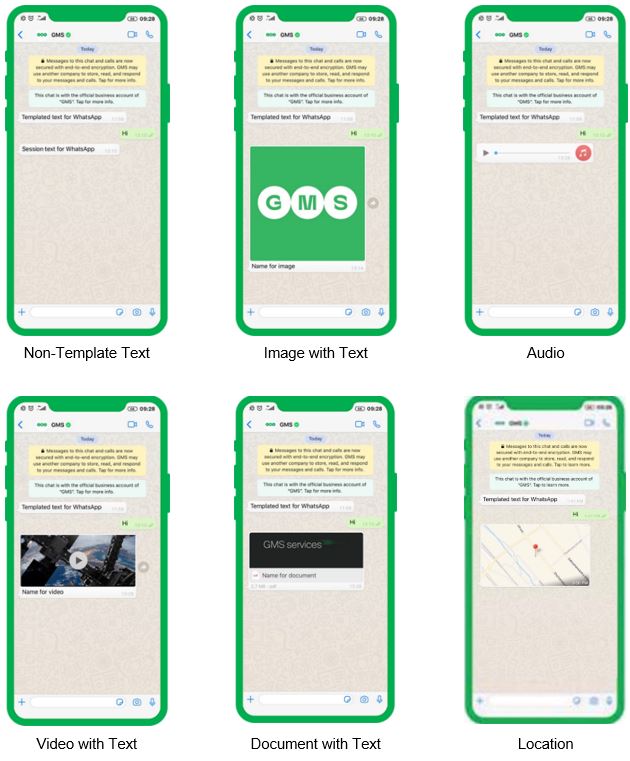 09:28
GMS
Today
Messages to this chat and calls are now
secured with end-to-end encryption. GMS may
use another company to store, read, and respond
to your messages and calls. Tap for more info.
This chat is with the official business account of
"GMS". Tap for more info.
Templated text for WhatsApp
Hi
Session text for WhatsApp
Non-Template Text
09:28
GMS
Today
Messages to this chat and calls are now
secured with end-to-end encryption. GMS may
use another company to store, read, and respond
to your messages and calls. Tap for more info.
This chat is with the official business account of
"GMS". Tap for more info.
Templated text for WhatsApp
Hi
GMS
Name for image
Image with Text
09:28
GMS
Today
Messages to this chat and calls are now
secured with end-to-end encryption. GMS may
use another company to store, read, and respond
to your messages and calls. Tap for more info.
This chat is with the official business account of
"GMS". Tap for more info.
Templated text for WhatsApp
Hi
Audio
09:28
GMS
Today
Messages to this chat and calls are now
secured with end-to-end encryption. GMS may
use another company to store, read, and respond
to your messages and calls. Tap for more info.
This chat is with the official business account of
"GMS". Tap for more info.
Templated text for WhatsApp
Hi
Name for video
Video with Text
09:28
GMS
Today
Messages to this chat and calls are now
secured with end-to-end encryption. GMS may
use another company to store, read, and respond
to your messages and calls. Tap for more info.
This chat is with the official business account of
"GMS". Tap for more info.
Templated text for WhatsApp
Hi
GMS services
Name for document
Document with Text
09:28
GMS
Today
Messages to this chat and calls are now
secured with end-to-end encryption. GMS may
use another company to store, read, and respond
to your messages and calls. Tap to learn more.
This chat is with the official business account of
"GMS". Tap to learn more.
Templated text for WhatsApp
Hi
Location